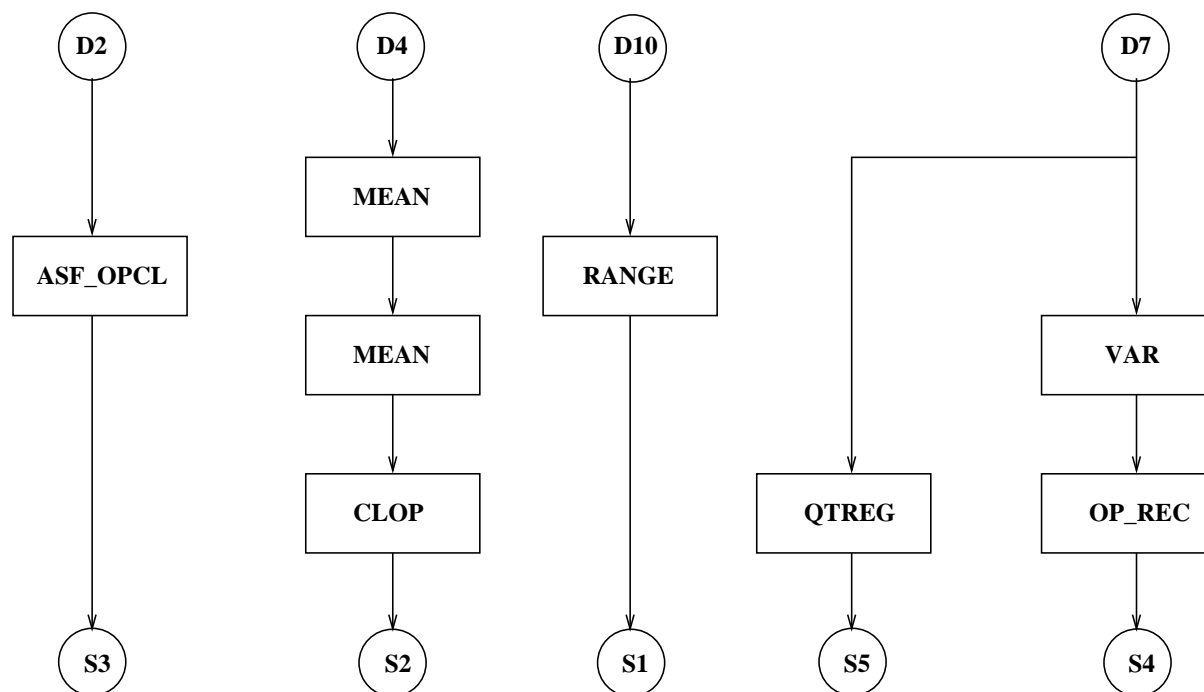 D2
D4
D10
D7
MEAN
ASF_OPCL
RANGE
MEAN
VAR
CLOP
QTREG
OP_REC
S3
S2
S1
S5
S4